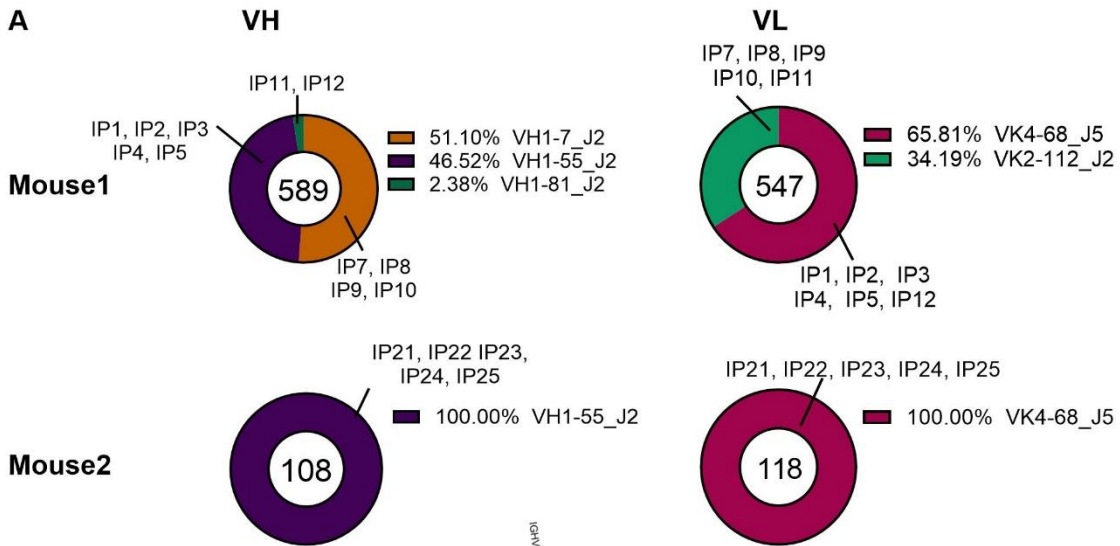 A
VH
VL
Mouse1
IP11, IP12
IP1, IP2, IP3
IP4, IP5
589
IP7, IP8
IP9, IP10
51.10% VH1-7_J2
46.52% VH1-55_J2
2.38% VH1-81_J2
IP7, IP8, IP9
IP10, IP11
547
IP1, IP2, IP3
IP4, IP5, IP12
65.81% VK4-68_J5
34.19% VK2-112_J2
Mouse2
IP21, IP22 IP23,
IP24, IP25
108
100.00% VH1-55_J2
IP21, IP22, IP23, IP24, IP25
118
100.00% VK4-68_J5
IGHV